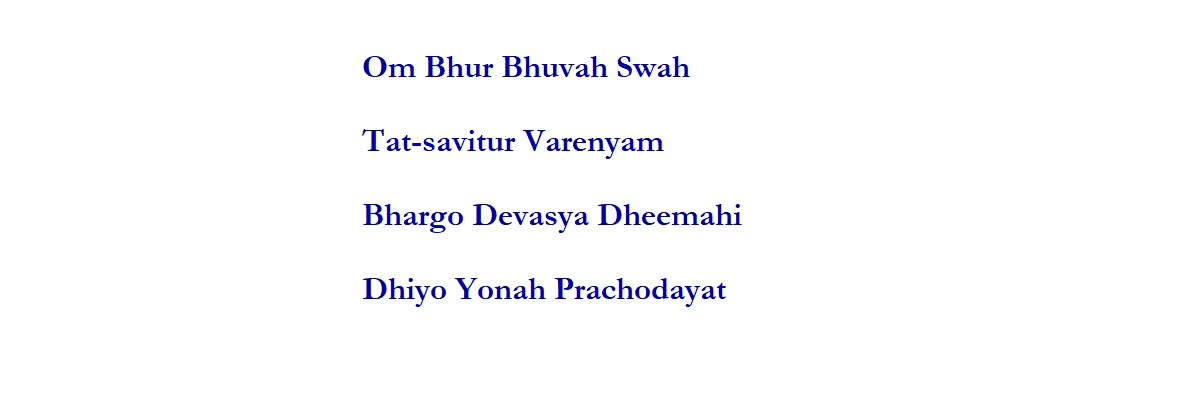 Om Bhur Bhuvah Swah
Tat-savitur Varenyam
Bhargo Devasya Dheemahi
Dhiyo Yonah Prachodayat